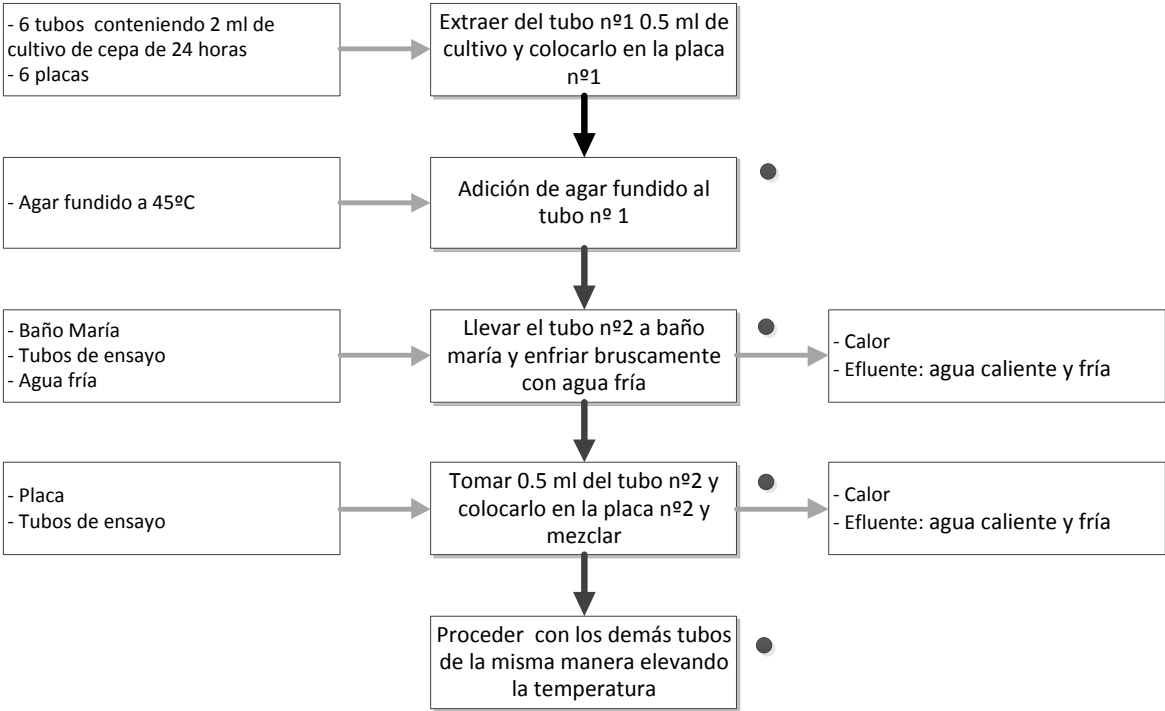 - 6 tubos conteniendo 2 ml de
cultivo de cepa de 24 horas
- 6 placas
Extraer del tubo nº1 0.5 ml de
cultivo y colocarlo en la placa
nº1
- Agar fundido a 45ºC
Adición de agar fundido al
tubo nº 1
- Baño María
- Tubos de ensayo
- Agua fría
Llevar el tubo nº2 a baño
maría y enfriar bruscamente
con agua fría
- Calor
- Efluente: agua caliente y fría
- Placa
- Tubos de ensayo
Tomar 0.5 ml del tubo nº2 y
colocarlo en la placa nº2 y
mezclar
- Calor
- Efluente: agua caliente y fría
Proceder con los demás tubos
de la misma manera elevando
la temperatura